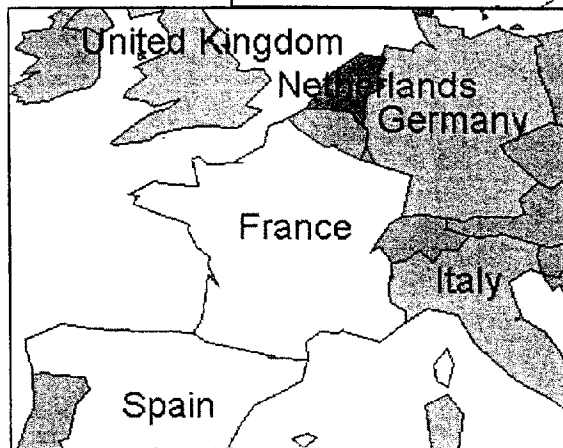 United Kingdom
Netherlands
Germany
France
Italy
Spain